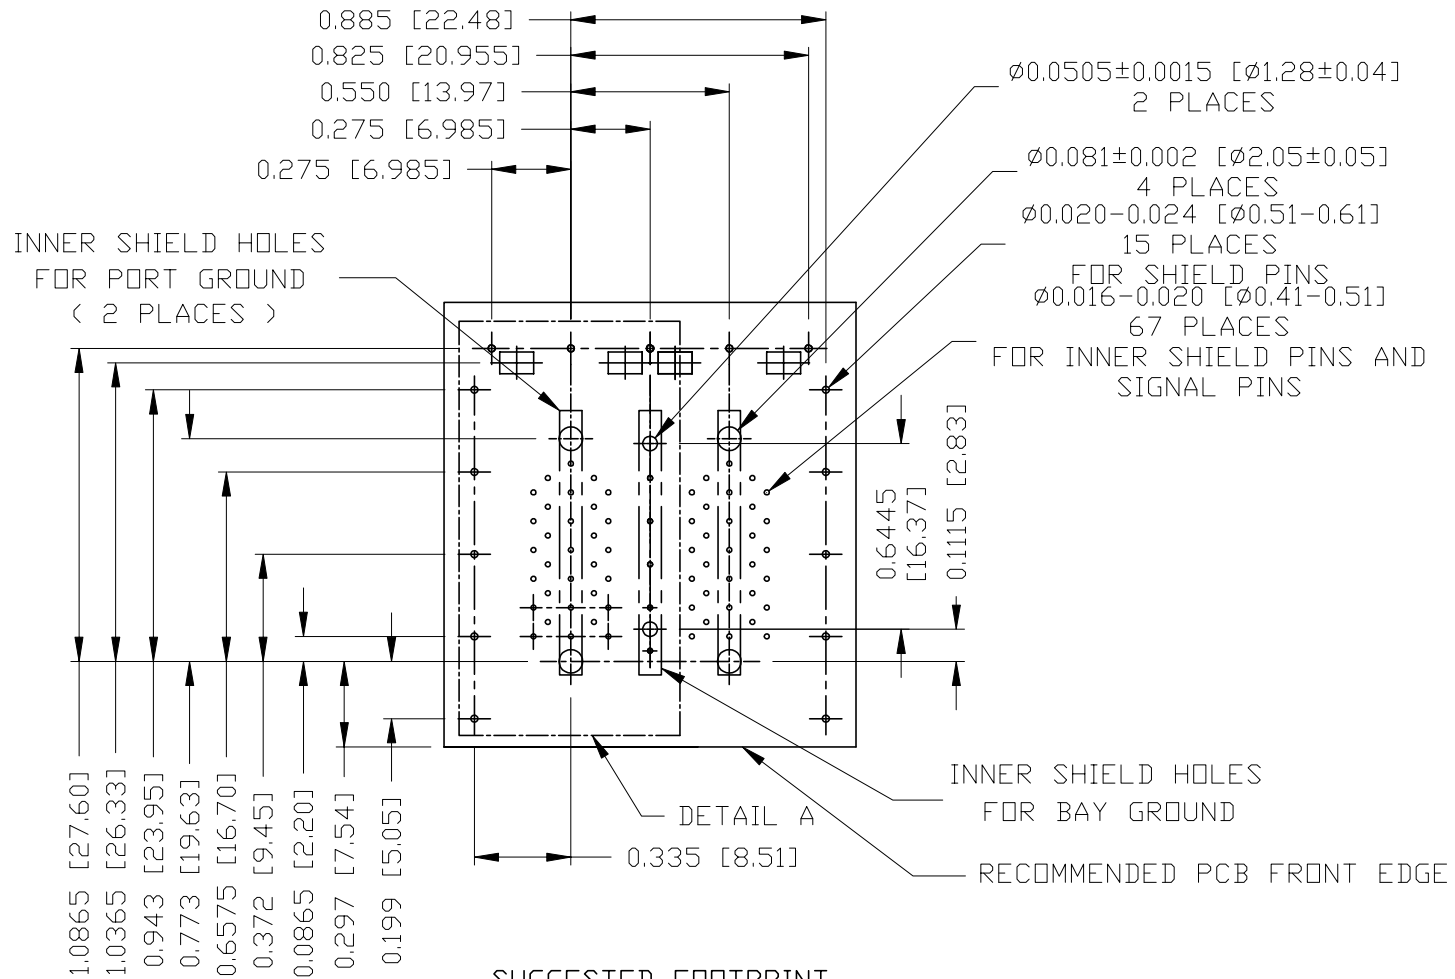 0.885 [22.48]
0.825 [20.955]
0.550 [13.97]
0.275 [6.985]
0.275 [6.985]
Ø0.0505±0.0015 [Ø1.28±0.04]
2 PLACES
Ø0.081±0.002 [Ø2.05±0.05]
4 PLACES
Ø0.020-0.024 [Ø0.51-0.61]
15 PLACES
FOR SHIELD PINS
Ø0.016-0.020 [Ø0.41-0.51]
67 PLACES
FOR INNER SHIELD PINS AND
SIGNAL PINS
INNER SHIELD HOLES
FOR PORT GROUND
( 2 PLACES )
0.6445
[16.37]
0.1115 [2.83]
1.0865 [27.60]
1.0365 [26.33]
0.943 [23.95]
0.773 [19.63]
0.6575 [16.70]
0.372 [9.45]
0.0865 [2.20]
0.297 [7.54]
0.199 [5.05]
DETAIL A
0.335 [8.51]
INNER SHIELD HOLES
FOR BAY GROUND
RECOMMENDED PCB FRONT EDGE
SUGGESTED FOOTPRINT